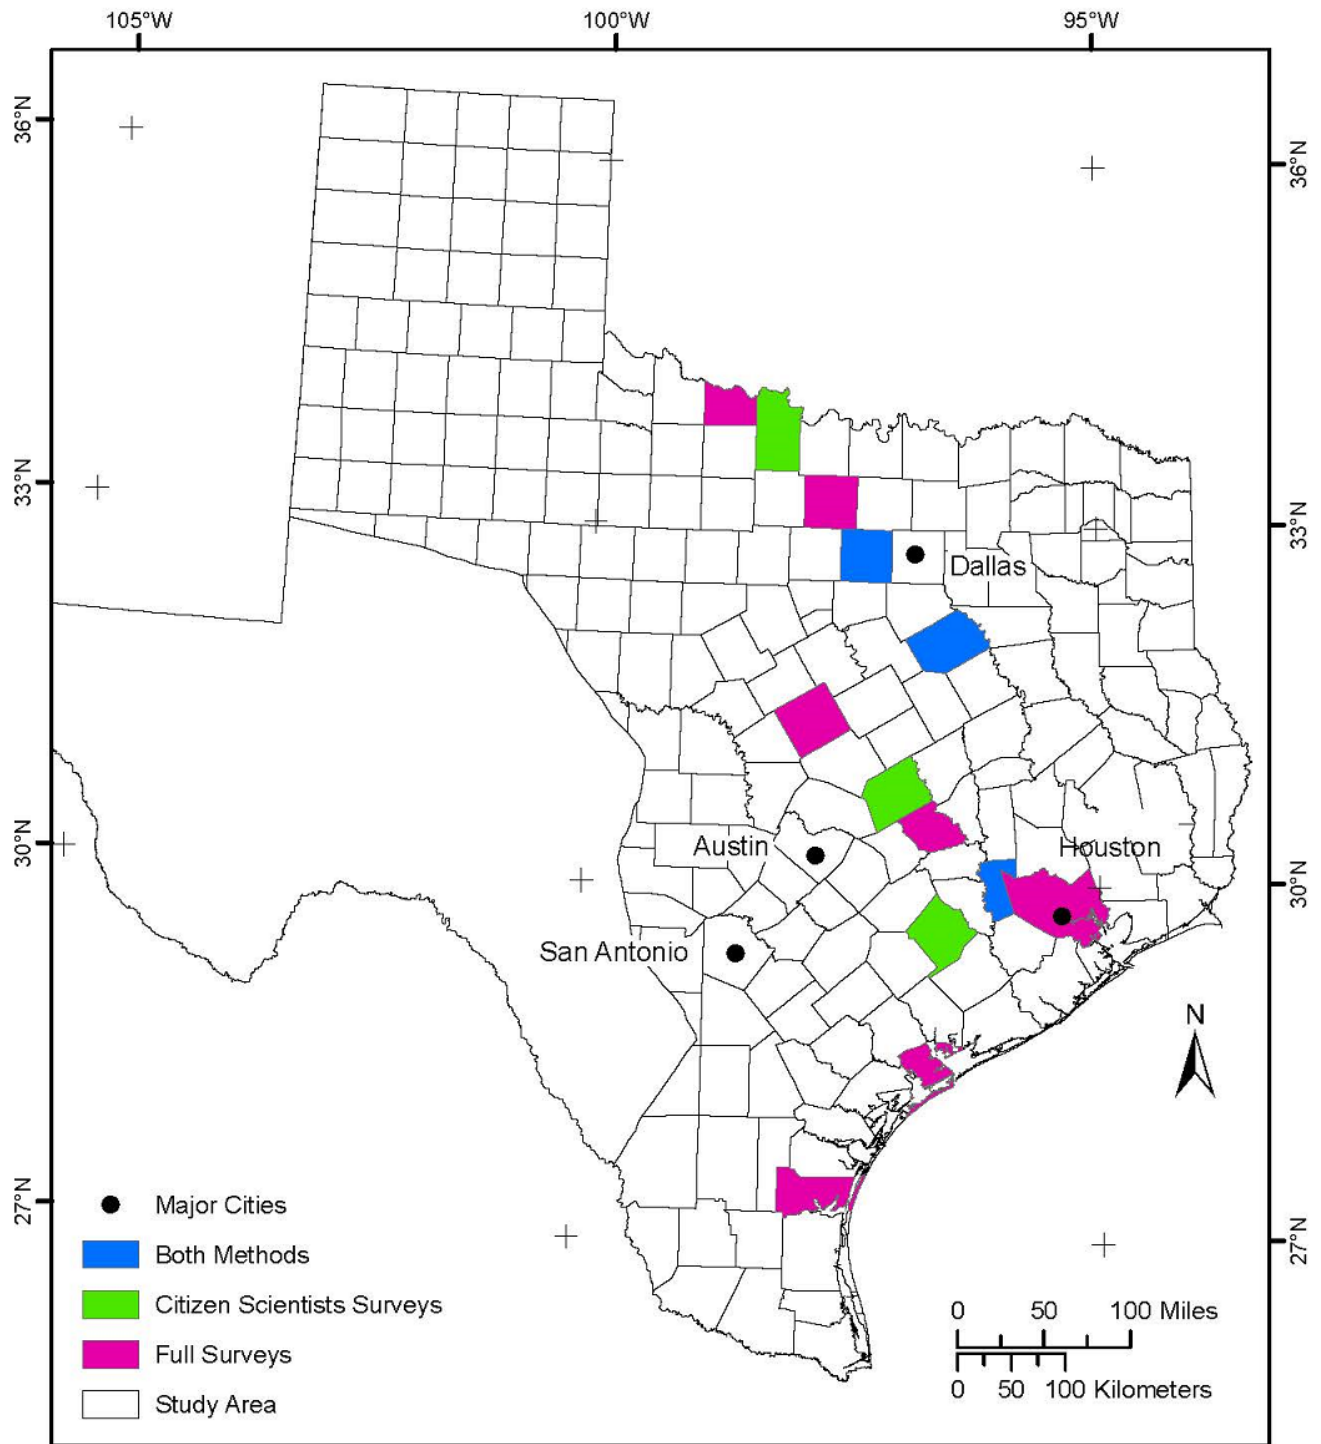 105°W 100°W 95°W
36°N
36°N
33°N
33°N
Dallas
30°N
Austin
Houston
30°N
San Antonio
N
27°N
Major Cities
27°N
Both Methods
Citizen Scientists Surveys
0 50 100 Miles
Full Surveys
0 50 100 Kilometers
Study Area